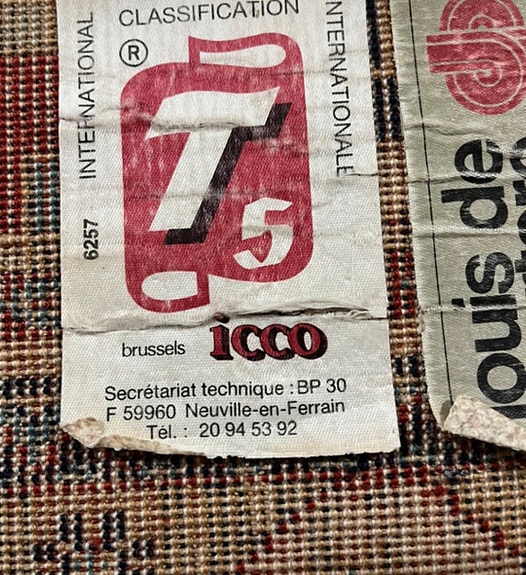 CLASSIFICATION
INTERNATIONAL
INTERNATIONALE
®
T
5
6257
brussels ICCO
Secrétariat technique : BP 30
F 59960 Neuville-en-Ferrain
Tél. : 20 94 53 92
louis de